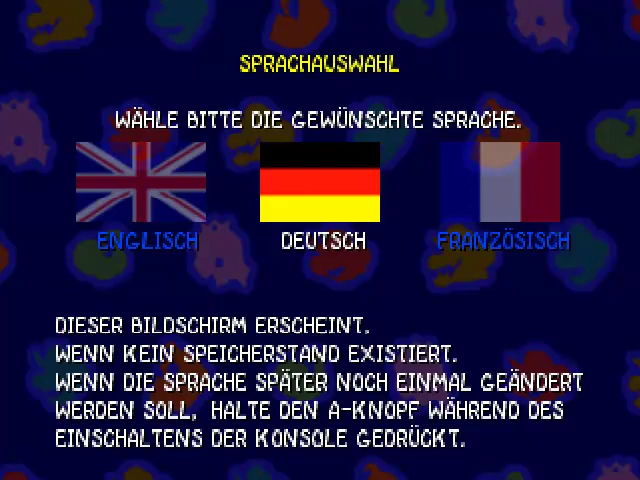 SPRACHAUSWAHL
WÄHLE BITTE DIE GEWÜNSCHTE SPRACHE.
ENGLISCH DEUTSCH FRANZÖSISCH
DIESER BILDSCHIRM ERSCHEINT.
WENN KEIN SPEICHERSTAND EXISTIERT.
WENN DIE SPRACHE SPÄTER NOCH EINMAL GEÄNDERT
WERDEN SOLL, HALTE DEN A-KNOPF WÄHREND DES
EINSCHALTENS DER KONSOLE GEDRÜCKT.